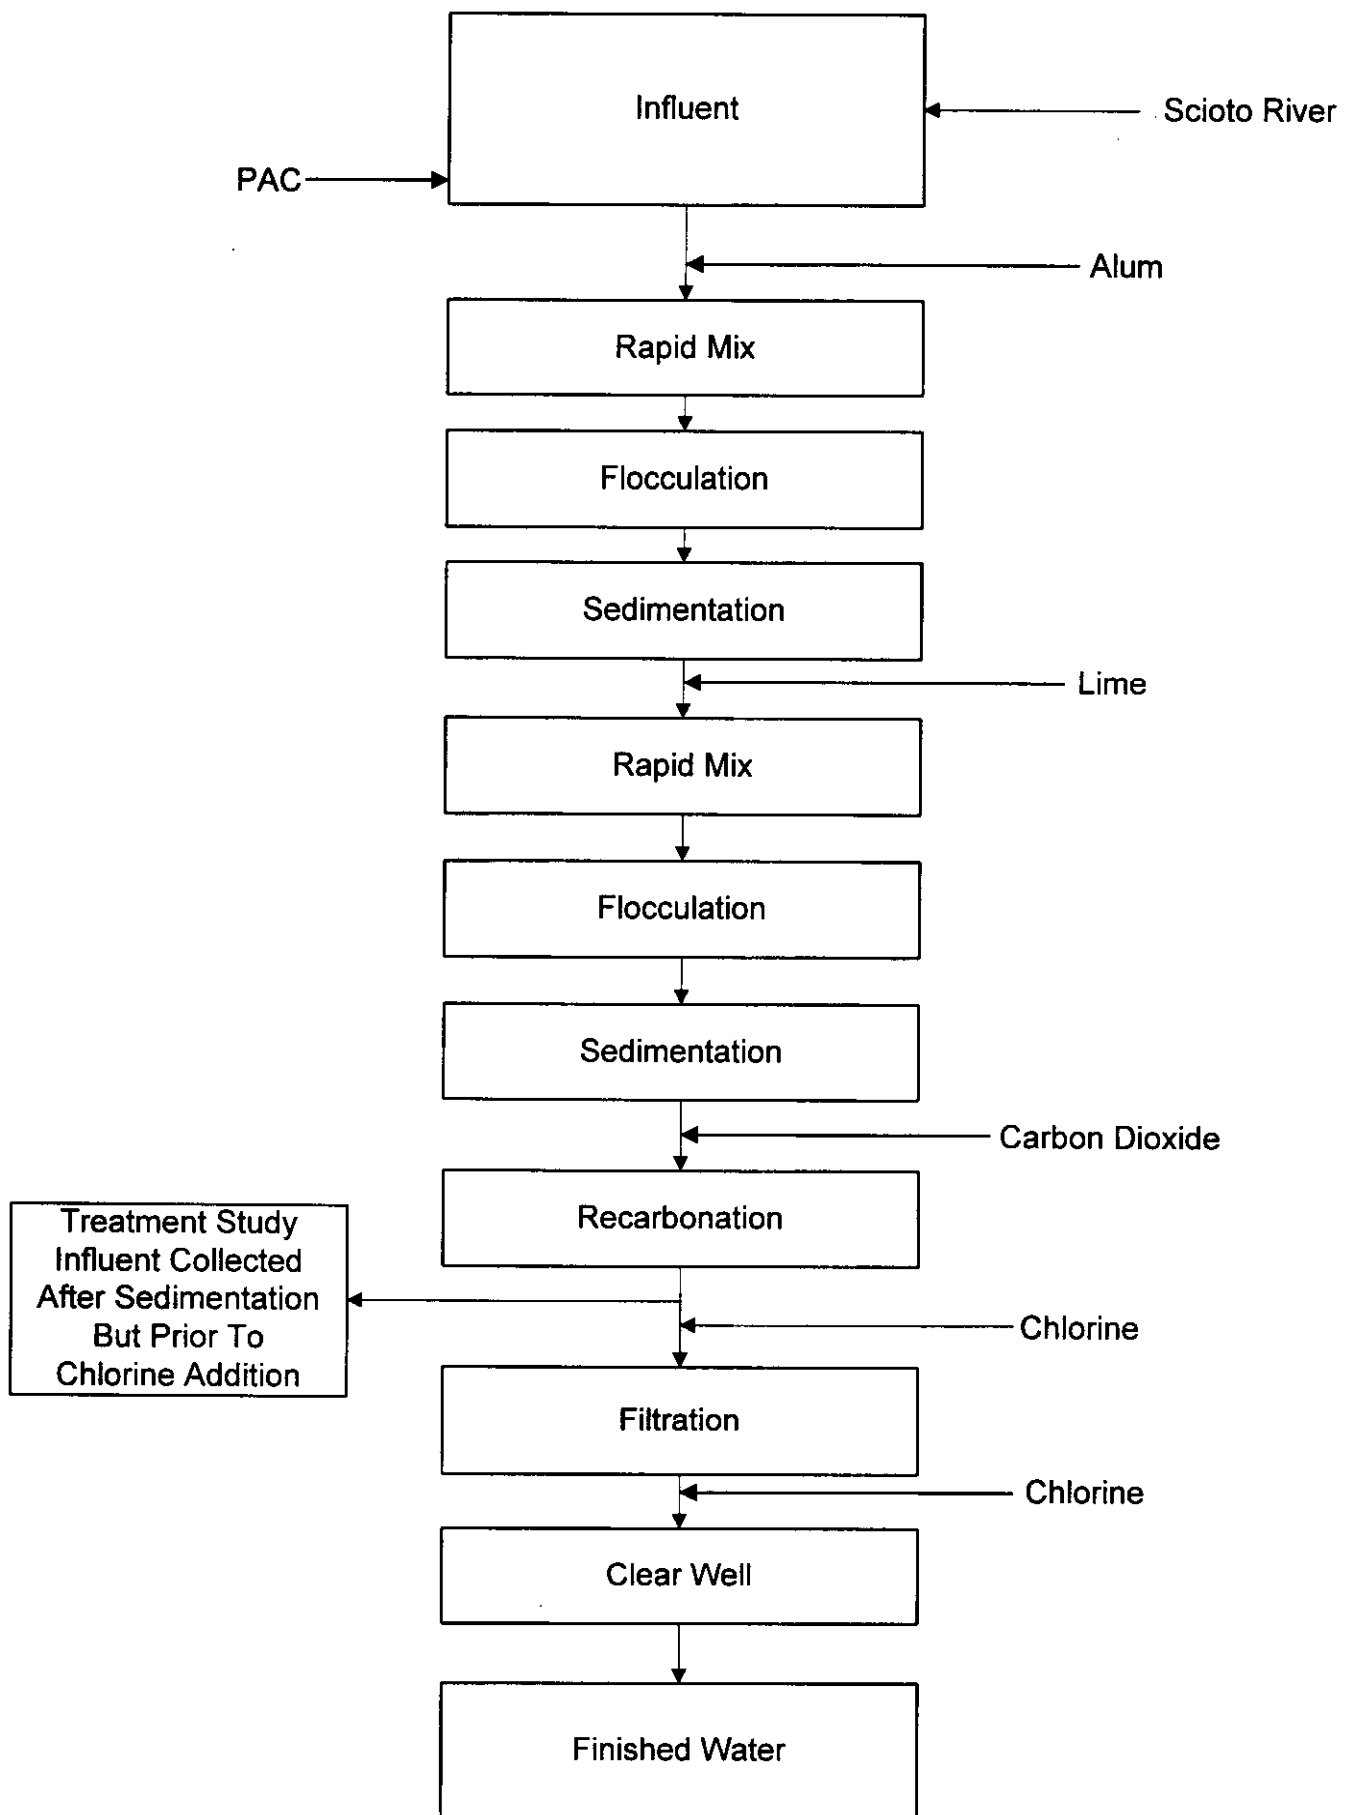 Influent
Scioto River
PAC
Alum
Rapid Mix
Flocculation
Sedimentation
Lime
Rapid Mix
Flocculation
Sedimentation
Carbon Dioxide
Recarbonation
Treatment Study
Influent Collected
After Sedimentation
But Prior To
Chlorine Addition
Chlorine
Filtration
Chlorine
Clear Well
Finished Water